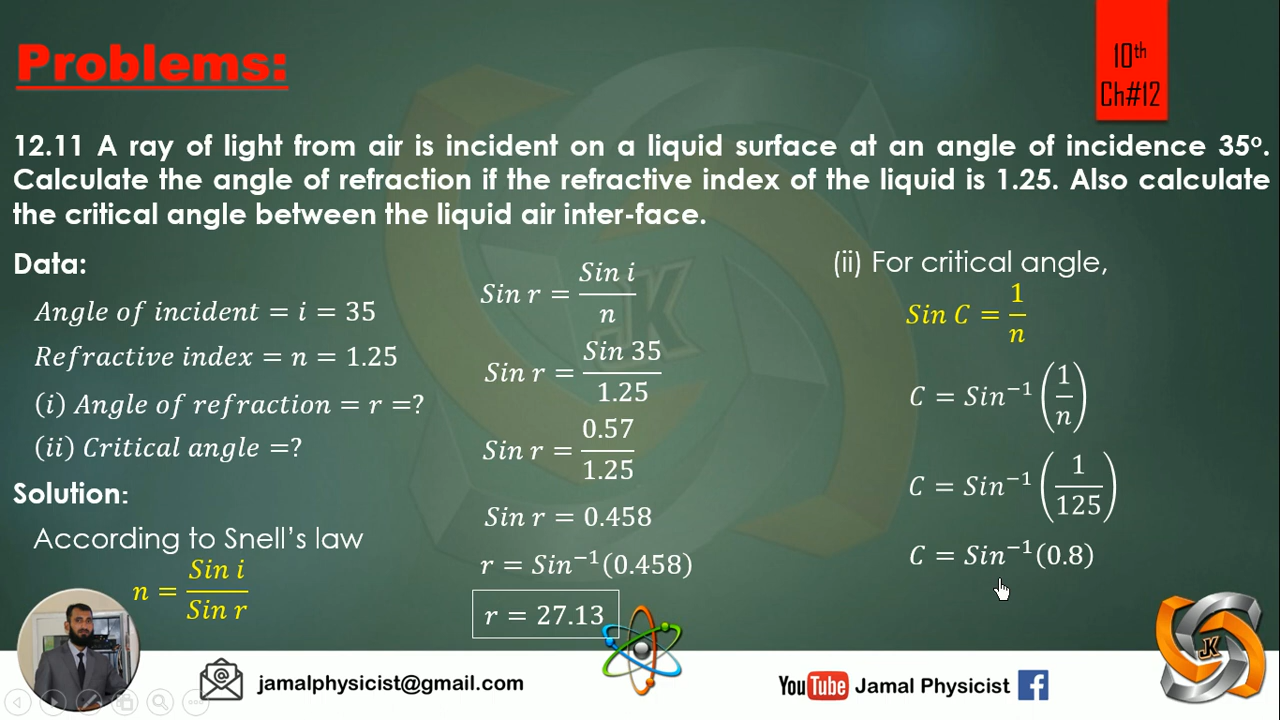 Problems:
10th
Ch#12
12.11 A ray of light from air is incident on a liquid surface at an angle of incidence 35°.
Calculate the angle of refraction if the refractive index of the liquid is 1.25. Also calculate
the critical angle between the liquid air inter-face.
Data:
Angle of incident = i = 35
Refractive index = n = 1.25
(i) Angle of refraction = r =?
(ii) Critical angle =?
Solution:
According to Snell's law
n = Sin i / Sin r
Sin r = Sin i / n
Sin r = Sin 35 / 1.25
Sin r = 0.57 / 1.25
Sin r = 0.458
r = Sin⁻¹(0.458)
r = 27.13
(ii) For critical angle,
Sin C = 1 / n
C = Sin⁻¹(1 / n)
C = Sin⁻¹(1 / 125)
C = Sin⁻¹(0.8)
jamalphysicist@gmail.com
YouTube Jamal Physicist f
JK